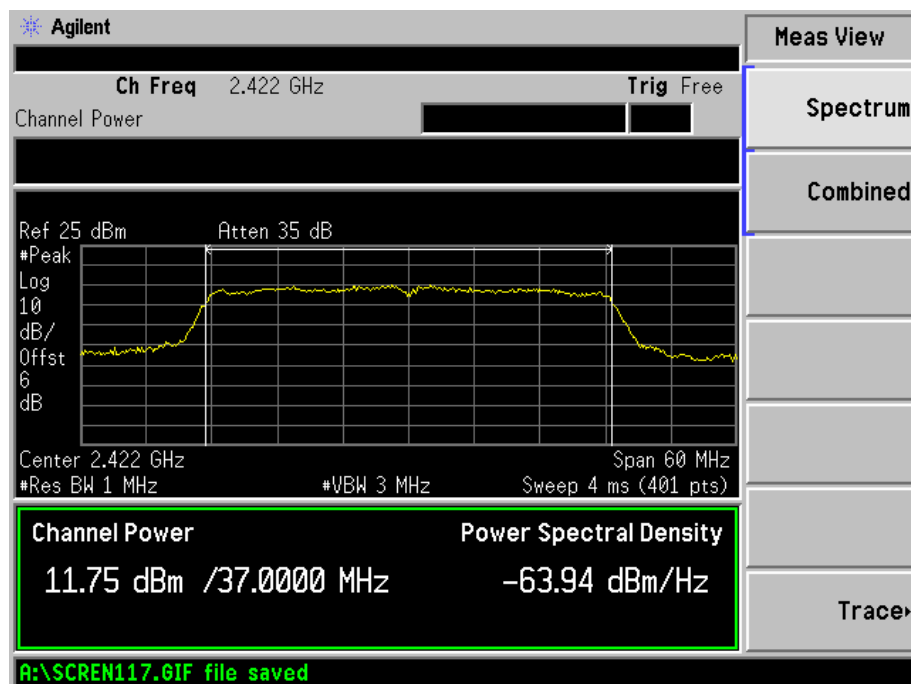 Agilent
Meas View
Ch Freq 2.422 GHz Trig Free
Channel Power
Spectrum
Combined
Ref 25 dBm Atten 35 dB
#Peak
Log
10
dB/
Offst
6
dB
Center 2.422 GHz Span 60 MHz
#Res BW 1 MHz #VBW 3 MHz Sweep 4 ms (401 pts)
Channel Power Power Spectral Density
11.75 dBm /37.0000 MHz -63.94 dBm/Hz
Trace
A:\SCREN117.GIF file saved